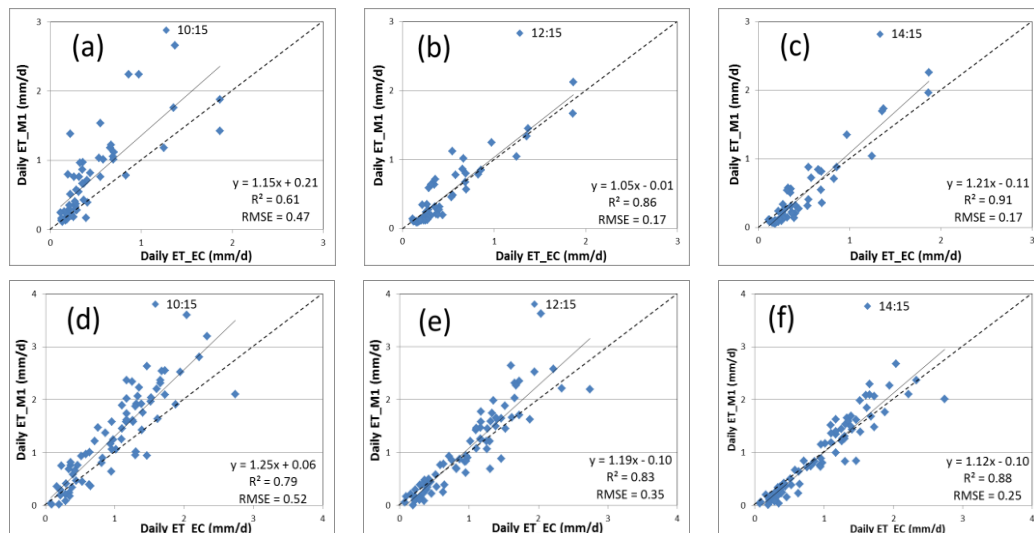 (a)
10:15
Daily ET_M1 (mm/d)
3
2
1
0
y = 1.15x + 0.21
R² = 0.61
RMSE = 0.47
0 1 2 3
Daily ET_EC (mm/d)
(b)
12:15
Daily ET_M1 (mm/d)
3
2
1
0
y = 1.05x - 0.01
R² = 0.86
RMSE = 0.17
0 1 2 3
Daily ET_EC (mm/d)
(c)
14:15
Daily ET_M1 (mm/d)
3
2
1
0
y = 1.21x - 0.11
R² = 0.91
RMSE = 0.17
0 1 2 3
Daily ET_EC (mm/d)
(d)
10:15
Daily ET_M1 (mm/d)
4
3
2
1
0
y = 1.25x + 0.06
R² = 0.79
RMSE = 0.52
0 1 2 3 4
Daily ET_EC (mm/d)
(e)
12:15
Daily ET_M1 (mm/d)
4
3
2
1
0
y = 1.19x - 0.10
R² = 0.83
RMSE = 0.35
0 1 2 3 4
Daily ET_EC (mm/d)
(f)
14:15
Daily ET_M1 (mm/d)
4
3
2
1
0
y = 1.12x - 0.10
R² = 0.88
RMSE = 0.25
0 1 2 3 4
Daily ET_EC (mm/d)